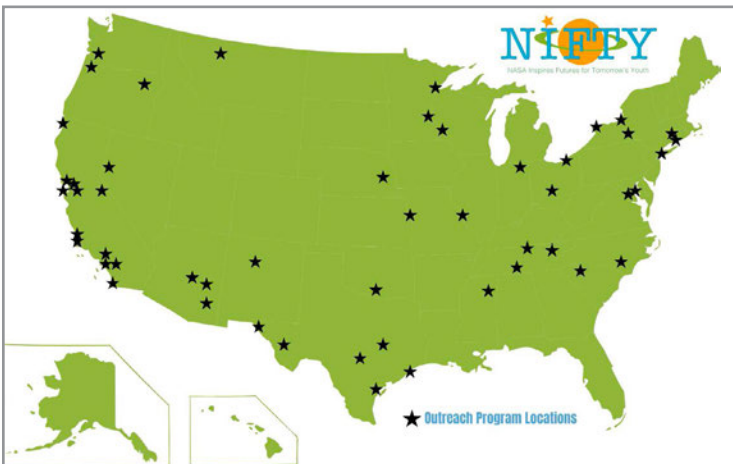 NIFTY
NASA Inspires Futures for Tomorrow's Youth
Outreach Program Locations